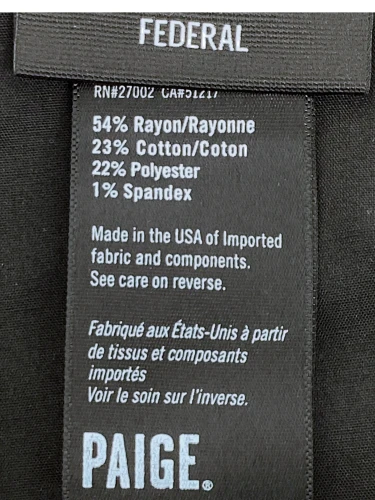 FEDERAL
RN#27002 CA#51217
54% Rayon/Rayonne
23% Cotton/Coton
22% Polyester
1% Spandex
Made in the USA of Imported
fabric and components.
See care on reverse.
Fabriqué aux États-Unis à partir
de tissus et composants
importés
Voir le soin sur l'inverse.
PAIGE®